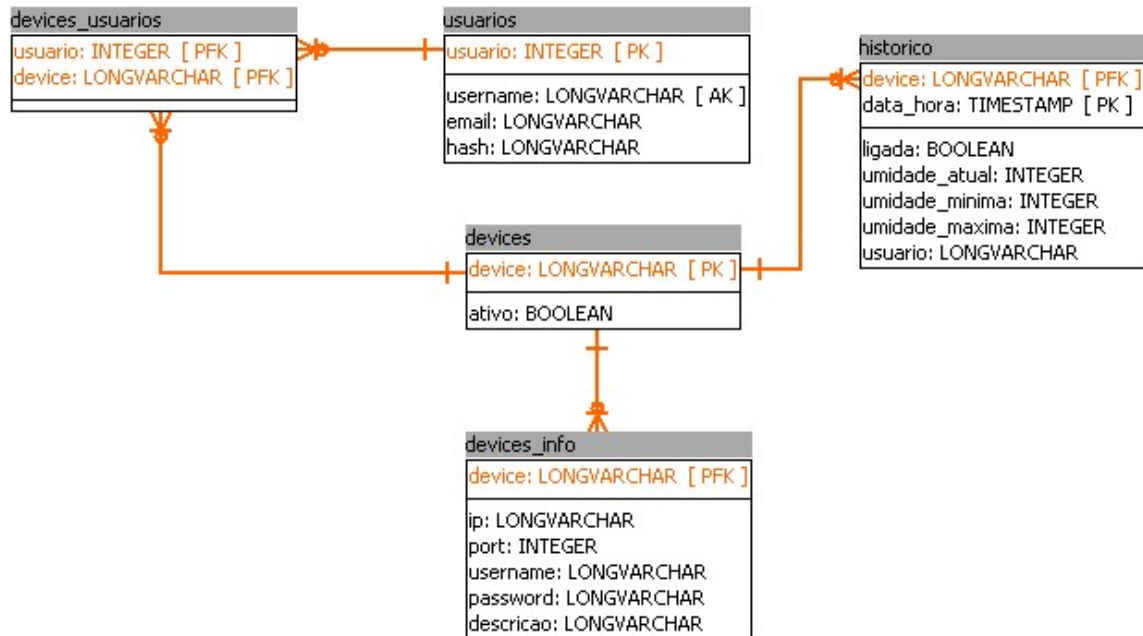 devices_usuarios
usuario: INTEGER [ PFK ]
device: LONGVARCHAR [ PFK ]
usuarios
usuario: INTEGER [ PK ]
username: LONGVARCHAR [ AK ]
email: LONGVARCHAR
hash: LONGVARCHAR
historico
device: LONGVARCHAR [ PFK ]
data_hora: TIMESTAMP [ PK ]
ligada: BOOLEAN
umidade_atual: INTEGER
umidade_minima: INTEGER
umidade_maxima: INTEGER
usuario: LONGVARCHAR
devices
device: LONGVARCHAR [ PK ]
ativo: BOOLEAN
devices_info
device: LONGVARCHAR [ PFK ]
ip: LONGVARCHAR
port: INTEGER
username: LONGVARCHAR
password: LONGVARCHAR
descricao: LONGVARCHAR